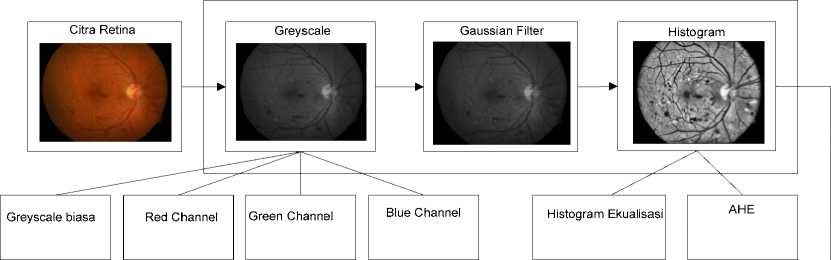 Citra Retina
Greyscale
Gaussian Filter
Histogram
Greyscale biasa
Red Channel
Green Channel
Blue Channel
Histogram Ekualisasi
AHE